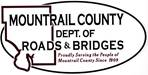 MOUNTRAIL COUNTY
DEPT. OF
ROADS & BRIDGES
Proudly Serving the People of
Mountrail County Since 1909